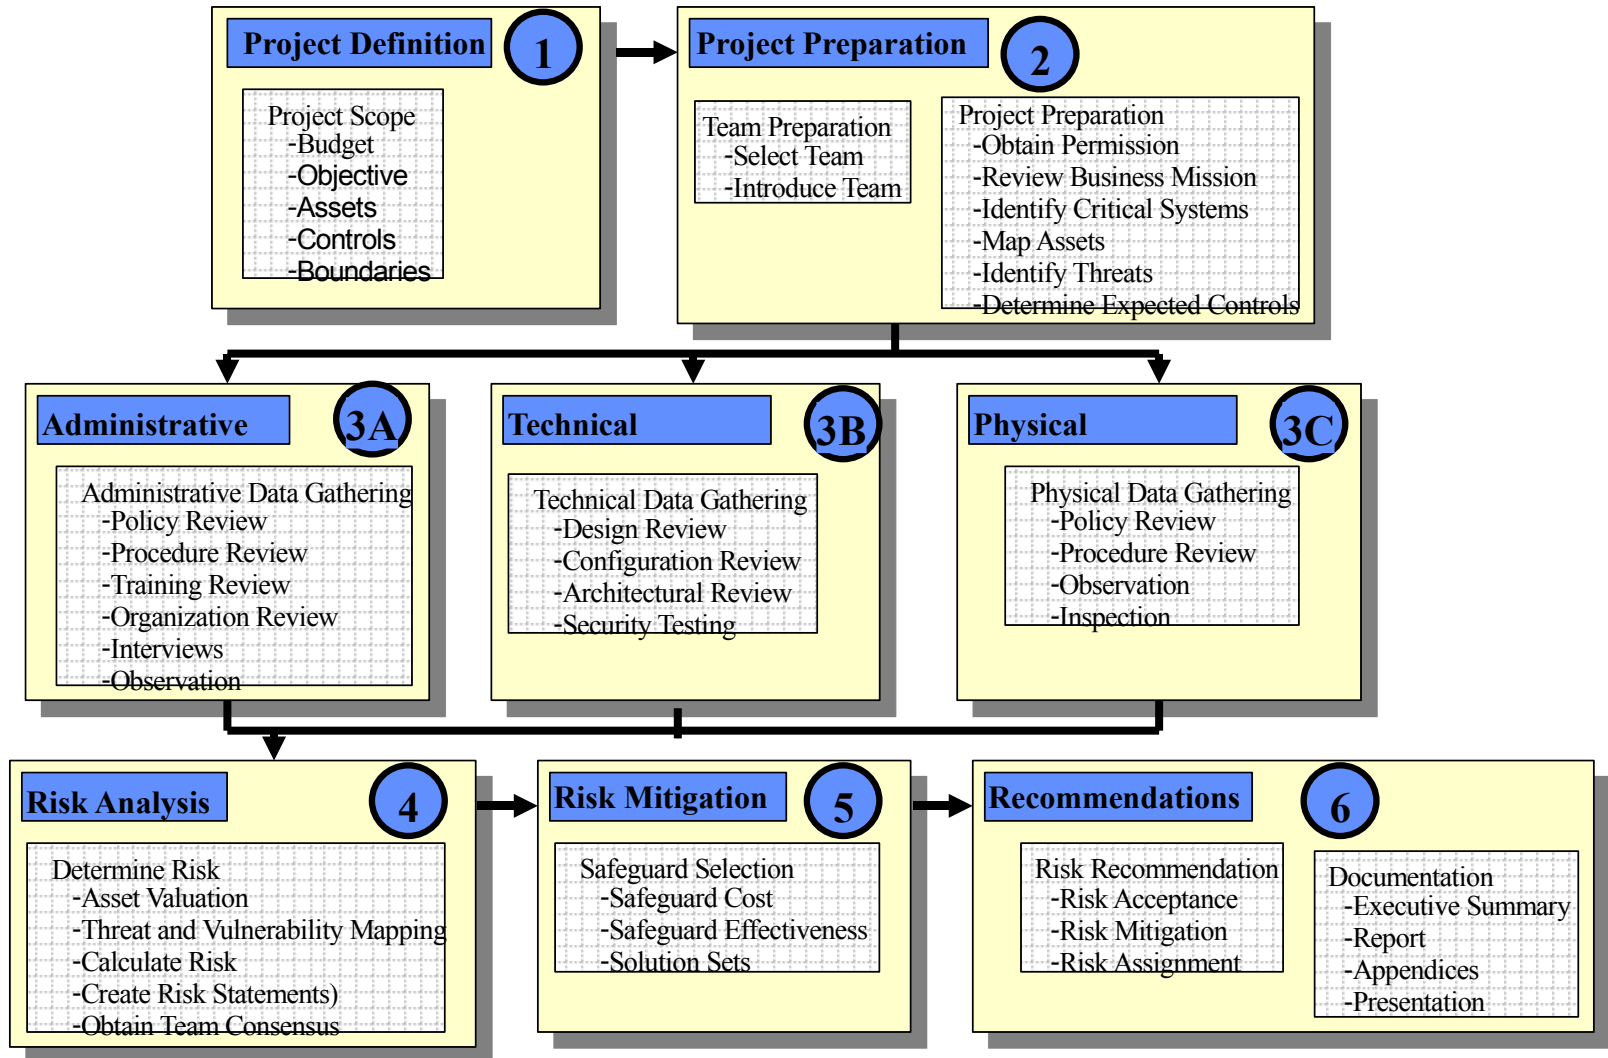 Project Definition
1
Project Scope
-Budget
-Objective
-Assets
-Controls
-Boundaries
Project Preparation
2
Team Preparation
-Select Team
-Introduce Team
Project Preparation
-Obtain Permission
-Review Business Mission
-Identify Critical Systems
-Map Assets
-Identify Threats
-Determine Expected Controls
Administrative
3A
Administrative Data Gathering
-Policy Review
-Procedure Review
-Training Review
-Organization Review
-Interviews
-Observation
Technical
3B
Technical Data Gathering
-Design Review
-Configuration Review
-Architectural Review
-Security Testing
Physical
3C
Physical Data Gathering
-Policy Review
-Procedure Review
-Observation
-Inspection
Risk Analysis
4
Determine Risk
-Asset Valuation
-Threat and Vulnerability Mapping
-Calculate Risk
-Create Risk Statements)
-Obtain Team Consensus
Risk Mitigation
5
Safeguard Selection
-Safeguard Cost
-Safeguard Effectiveness
-Solution Sets
Recommendations
6
Risk Recommendation
-Risk Acceptance
-Risk Mitigation
-Risk Assignment
Documentation
-Executive Summary
-Report
-Appendices
-Presentation